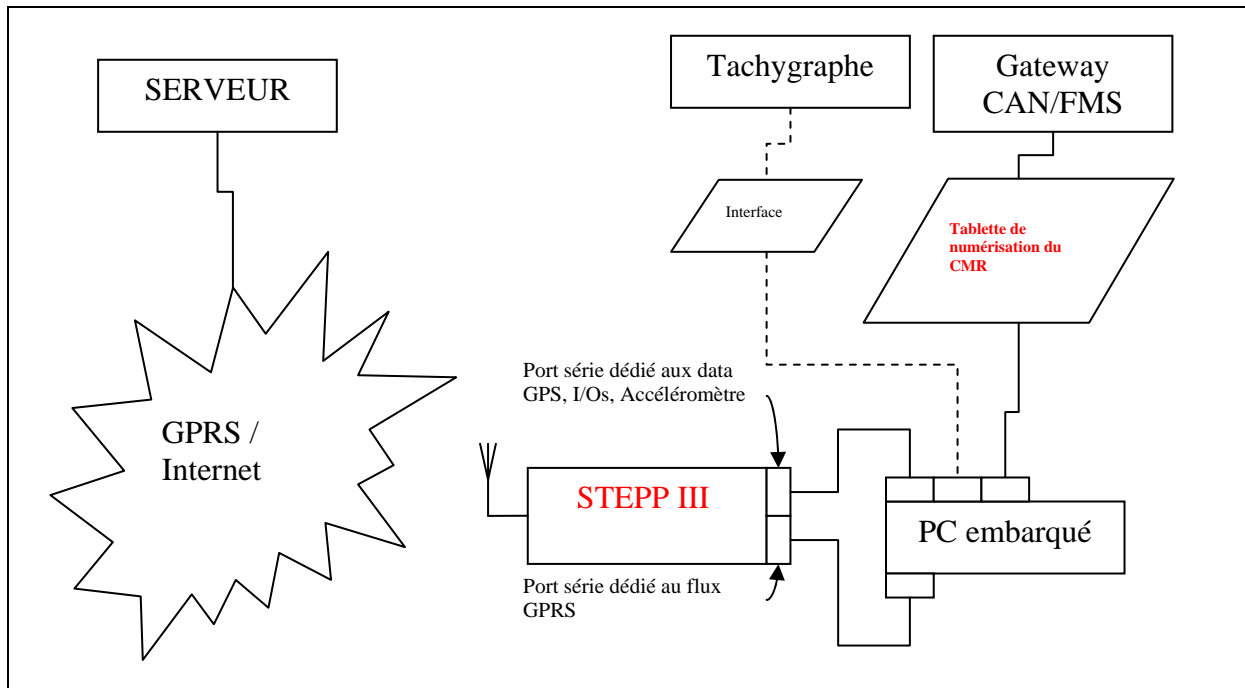 SERVEUR
Tachygraphe
Gateway
CAN/FMS
Interface
Tablette de
numérisation du
CMR
Port série dédié aux data
GPS, I/Os, Accéléromètre
GPRS /
Internet
STEPP III
PC embarqué
Port série dédié au flux
GPRS